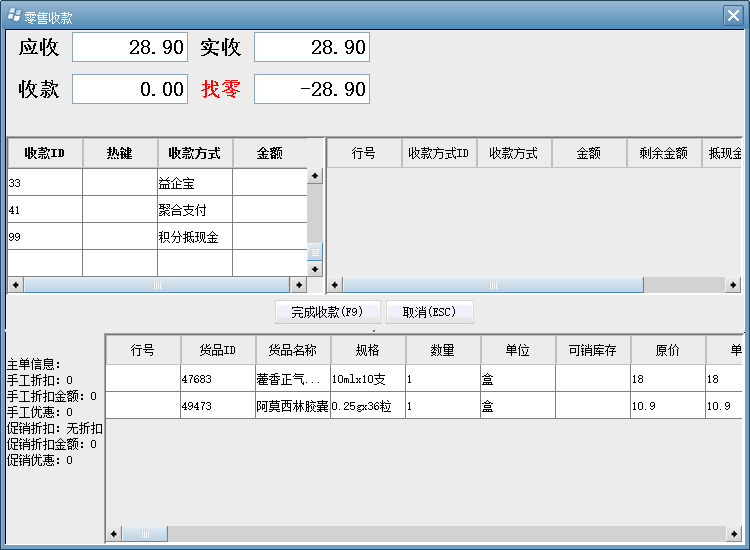 零售收款
应收 28.90 实收 28.90
收款 0.00 找零 -28.90
收款ID 热键 收款方式 金额
33 益企宝
41 聚合支付
99 积分抵现金
行号 收款方式ID 收款方式 金额 剩余金额 抵现金
完成收款(F9) 取消(ESC)
主单信息:
手工折扣: 0
手工折扣金额: 0
手工优惠: 0
促销折扣: 无折扣
促销折扣金额: 0
促销优惠: 0
行号 货品ID 货品名称 规格 数量 单位 可销库存 原价 单
47683 藿香正气... 10mlx10支 1 盒 18 18
49473 阿莫西林胶囊 0.25gx36粒 1 盒 10.9 10.9